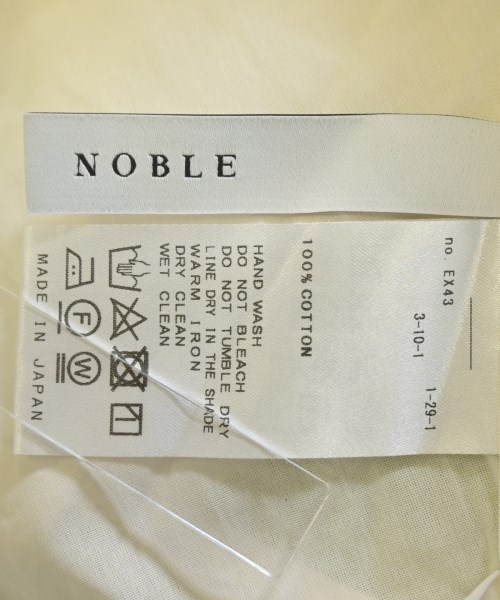 NOBLE
no. EX43
3-10-1
1-29-1
100% COTTON
HAND WASH
DO NOT BLEACH
DO NOT TUMBLE DRY
LINE DRY IN THE SHADE
WARM IRON
DRY CLEAN
WET CLEAN
F
W
MADE IN JAPAN